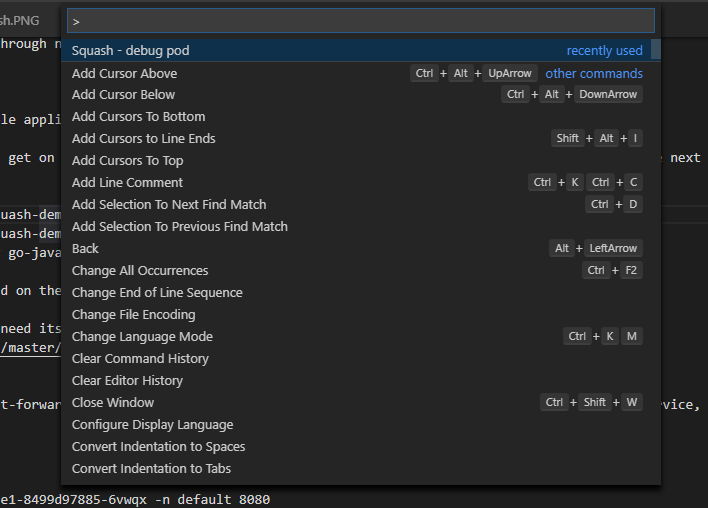 sh.PNG
>
hrough n
Squash - debug pod recently used
Add Cursor Above Ctrl + Alt + UpArrow other commands
Add Cursor Below Ctrl + Alt + DownArrow
Add Cursors To Bottom
le appli
Add Cursors to Line Ends Shift + Alt + I
get on
Add Cursors To Top
e next
Add Line Comment Ctrl + K Ctrl + C
Add Selection To Next Find Match Ctrl + D
uash-dem
Add Selection To Previous Find Match
uash-dem
Back Alt + LeftArrow
go-java
Change All Occurrences Ctrl + F2
d on the
Change End of Line Sequence
Change File Encoding
need its
Change Language Mode Ctrl + K M
/master/
Clear Command History
Clear Editor History
Close Window Ctrl + Shift + W
t-forwar
rvice,
Configure Display Language
Convert Indentation to Spaces
Convert Indentation to Tabs
e1-8499d97885-6vwqx -n default 8080